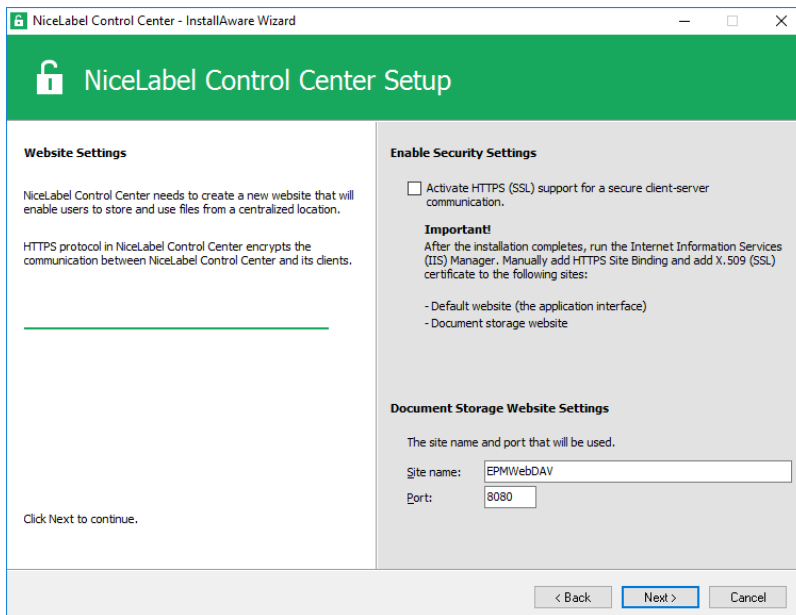 NiceLabel Control Center - InstallAware Wizard
NiceLabel Control Center Setup
Website Settings
NiceLabel Control Center needs to create a new website that will
enable users to store and use files from a centralized location.
HTTPS protocol in NiceLabel Control Center encrypts the
communication between NiceLabel Control Center and its clients.
Click Next to continue.
Enable Security Settings
Activate HTTPS (SSL) support for a secure client-server
communication.
Important!
After the installation completes, run the Internet Information Services
(IIS) Manager. Manually add HTTPS Site Binding and add X.509 (SSL)
certificate to the following sites:
- Default website (the application interface)
- Document storage website
Document Storage Website Settings
The site name and port that will be used.
Site name: EPMWebDAV
Port: 8080
< Back Next > Cancel